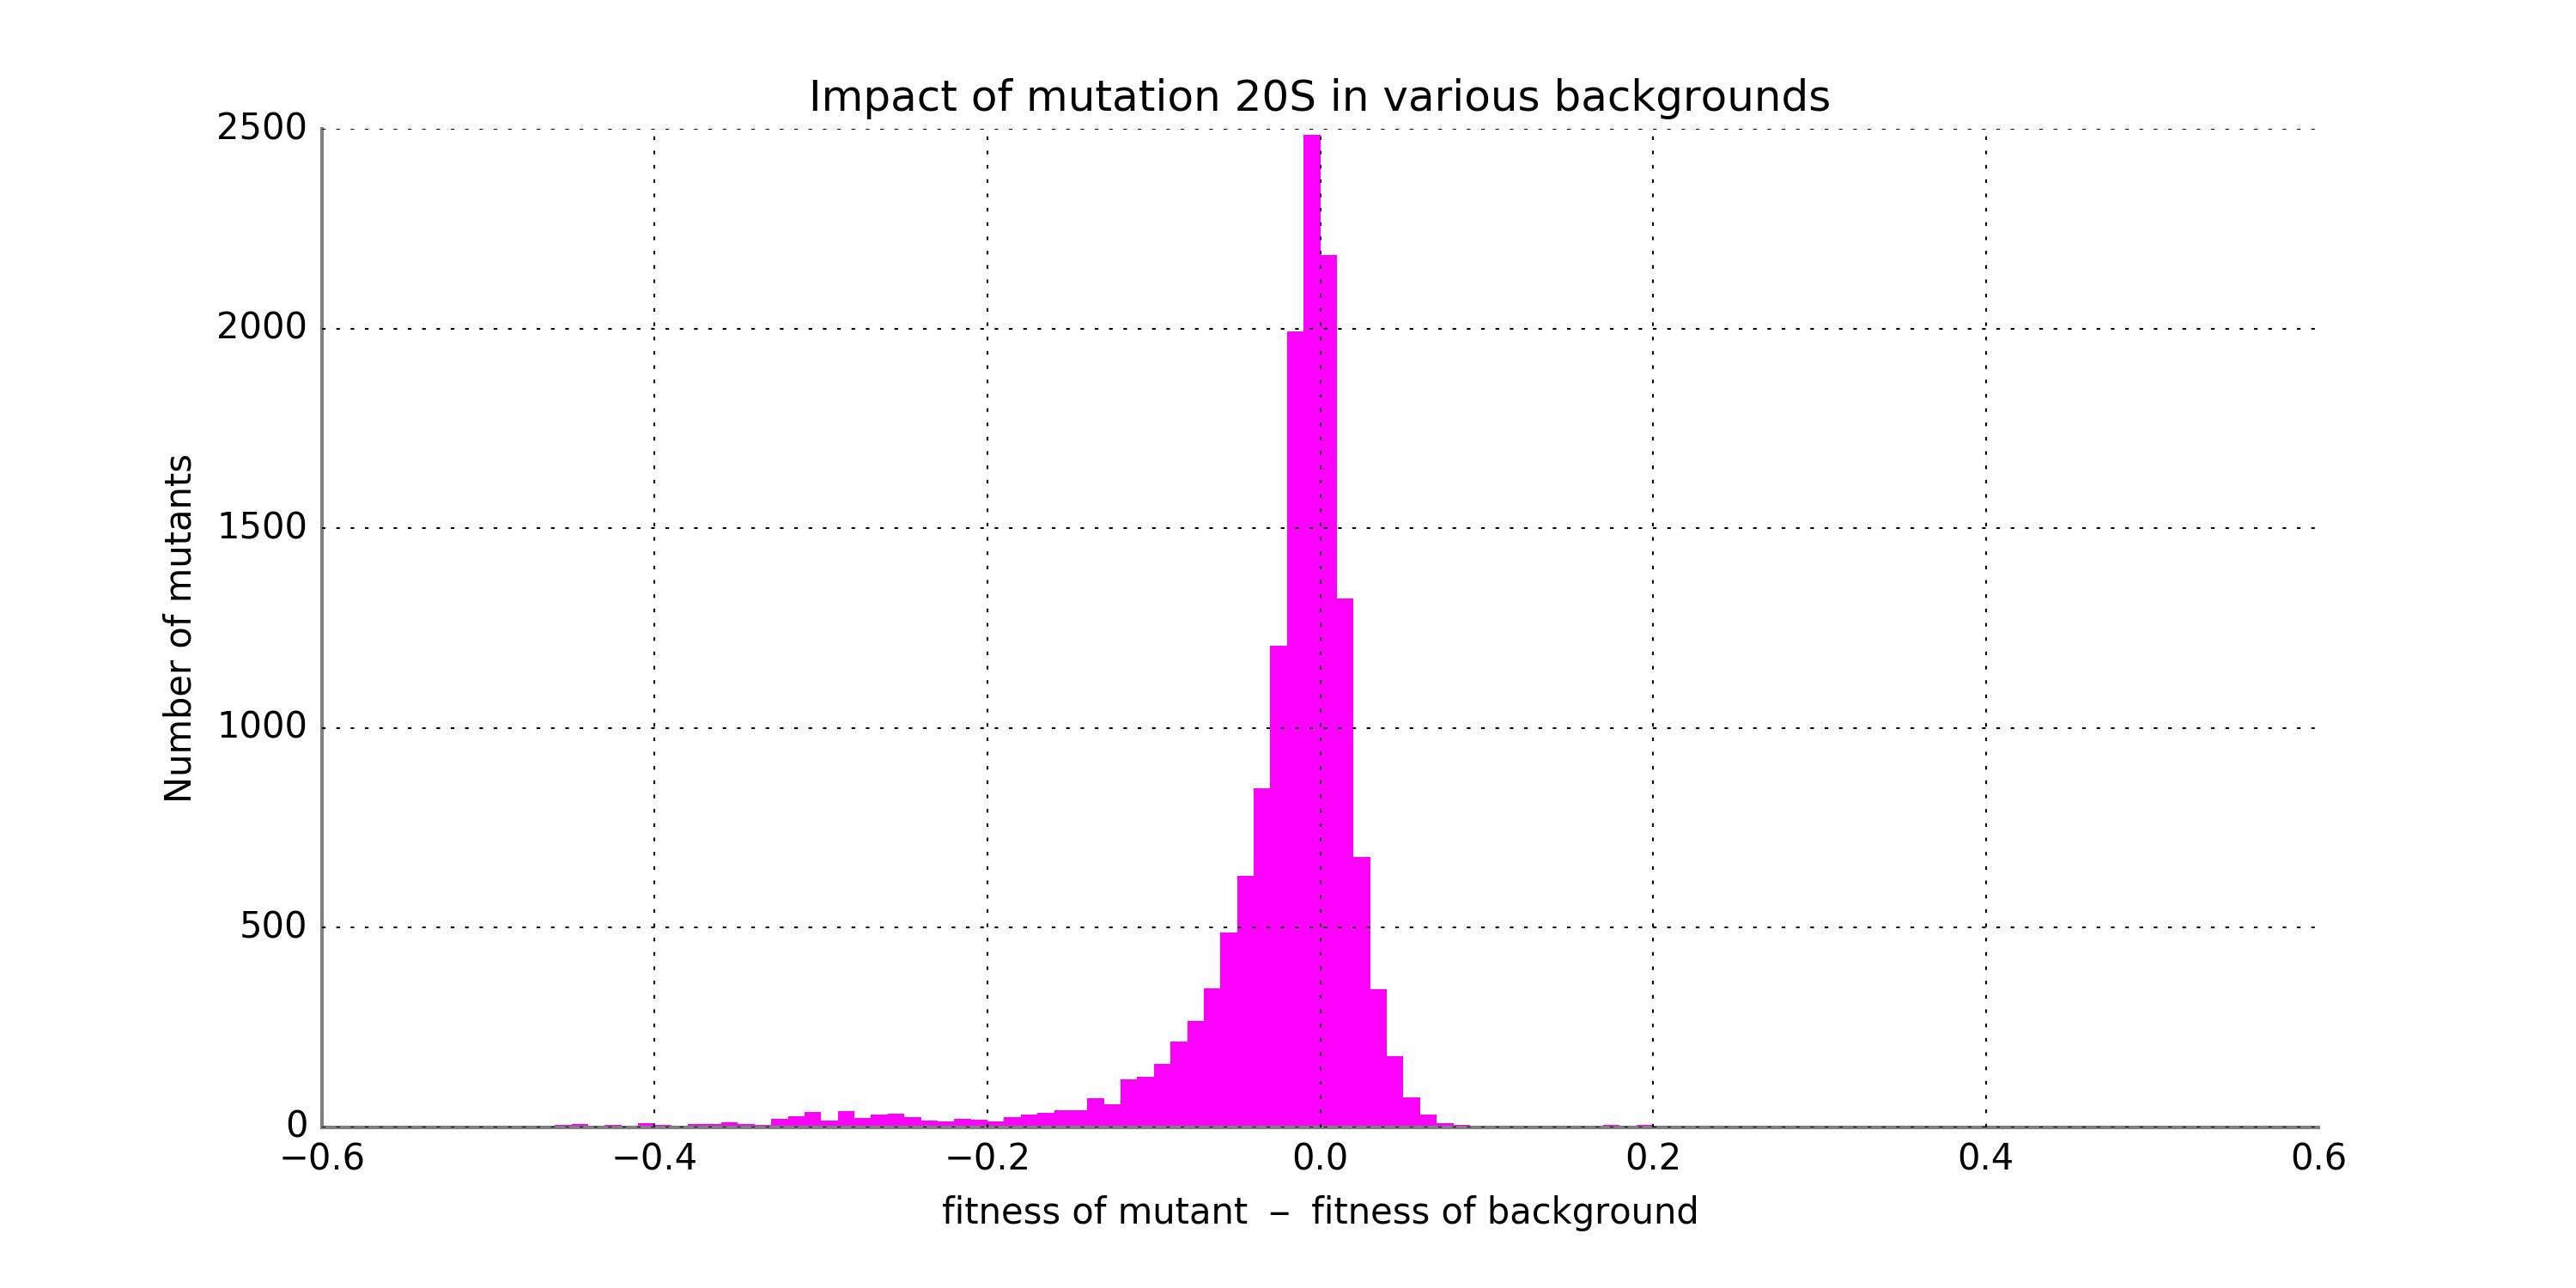 Impact of mutation 20S in various backgrounds
2500
2000
1500
1000
500
0
Number of mutants
−0.6 −0.4 −0.2 0.0 0.2 0.4 0.6
fitness of mutant − fitness of background